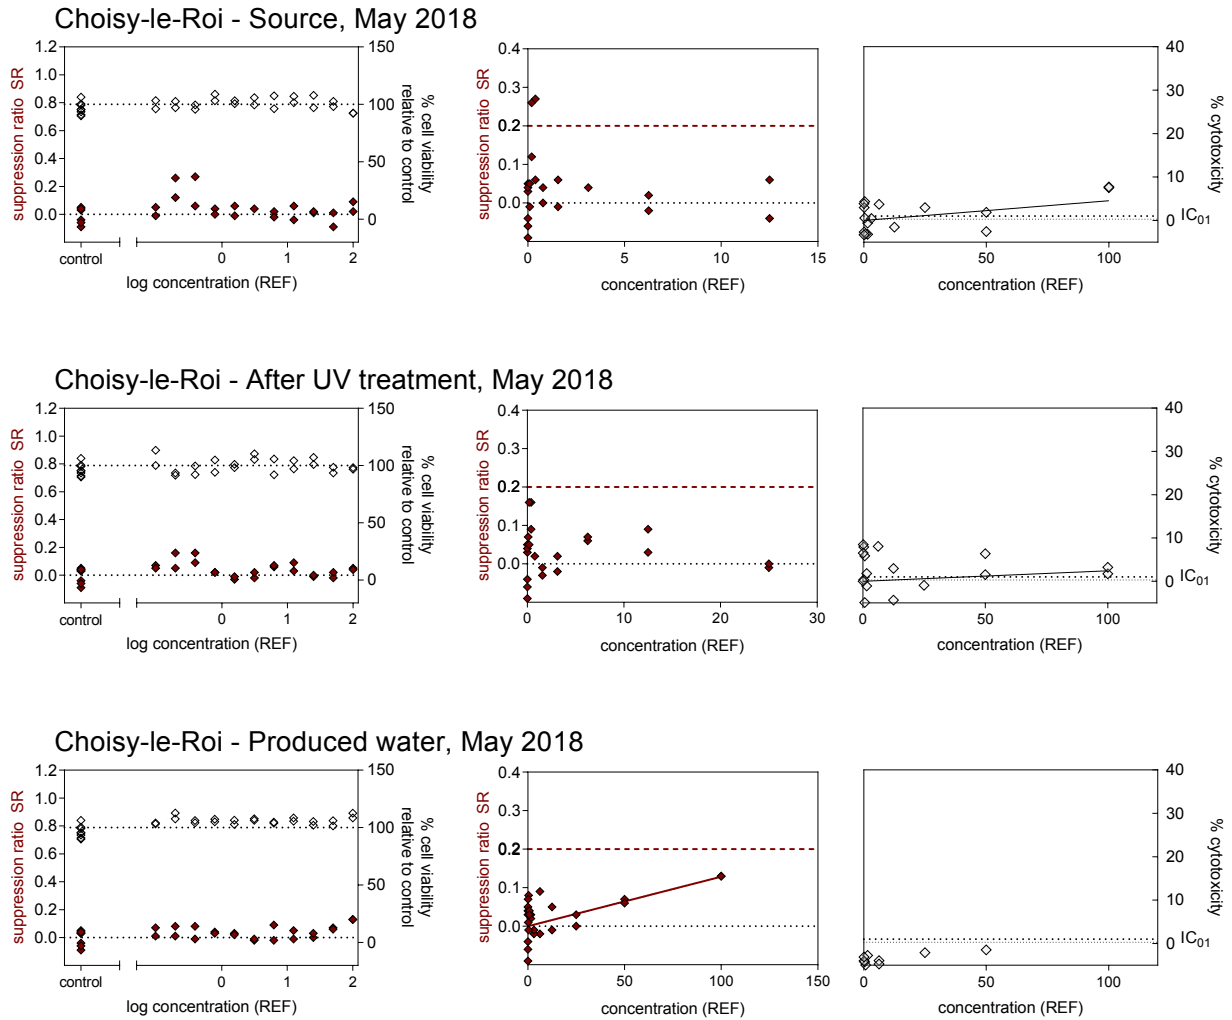 Choisy-le-Roi - Source, May 2018
suppression ratio SR
1.2
1.0
0.8
0.6
0.4
0.2
0.0
control
0
1
2
log concentration (REF)
150
100
50
0
% cell viability
relative to control
suppression ratio SR
0.4
0.3
0.2
0.1
0.0
0
5
10
15
concentration (REF)
0
50
100
concentration (REF)
40
30
20
10
0
IC01
% cytotoxicity
Choisy-le-Roi - After UV treatment, May 2018
suppression ratio SR
1.2
1.0
0.8
0.6
0.4
0.2
0.0
control
0
1
2
log concentration (REF)
150
100
50
0
% cell viability
relative to control
suppression ratio SR
0.4
0.3
0.2
0.1
0.0
0
10
20
30
concentration (REF)
0
50
100
concentration (REF)
40
30
20
10
0
IC01
% cytotoxicity
Choisy-le-Roi - Produced water, May 2018
suppression ratio SR
1.2
1.0
0.8
0.6
0.4
0.2
0.0
control
0
1
2
log concentration (REF)
150
100
50
0
% cell viability
relative to control
suppression ratio SR
0.4
0.3
0.2
0.1
0.0
0
50
100
150
concentration (REF)
0
50
100
concentration (REF)
40
30
20
10
0
IC01
% cytotoxicity